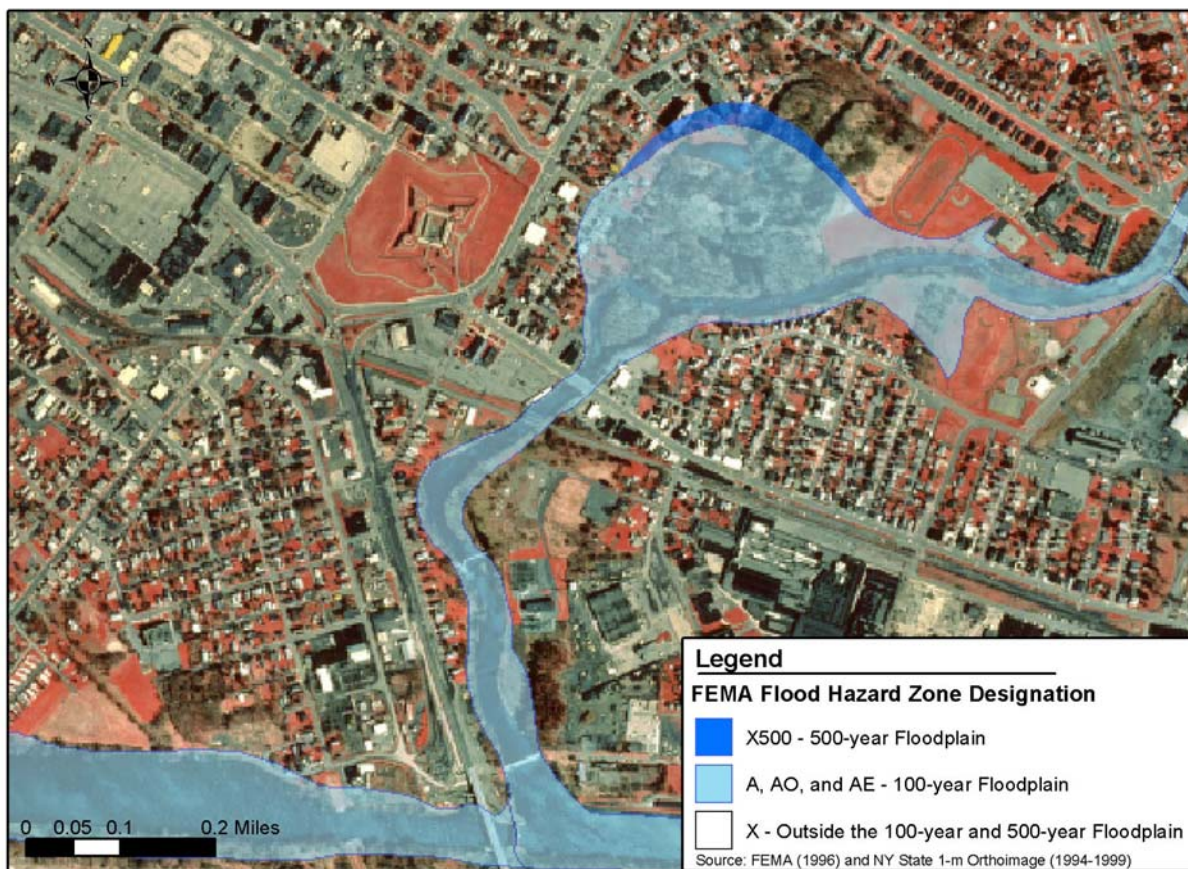 N
W E
S
Legend
FEMA Flood Hazard Zone Designation
X500 - 500-year Floodplain
A, AO, and AE - 100-year Floodplain
X - Outside the 100-year and 500-year Floodplain
Source: FEMA (1996) and NY State 1-m Orthoimage (1994-1999)
0 0.05 0.1 0.2 Miles